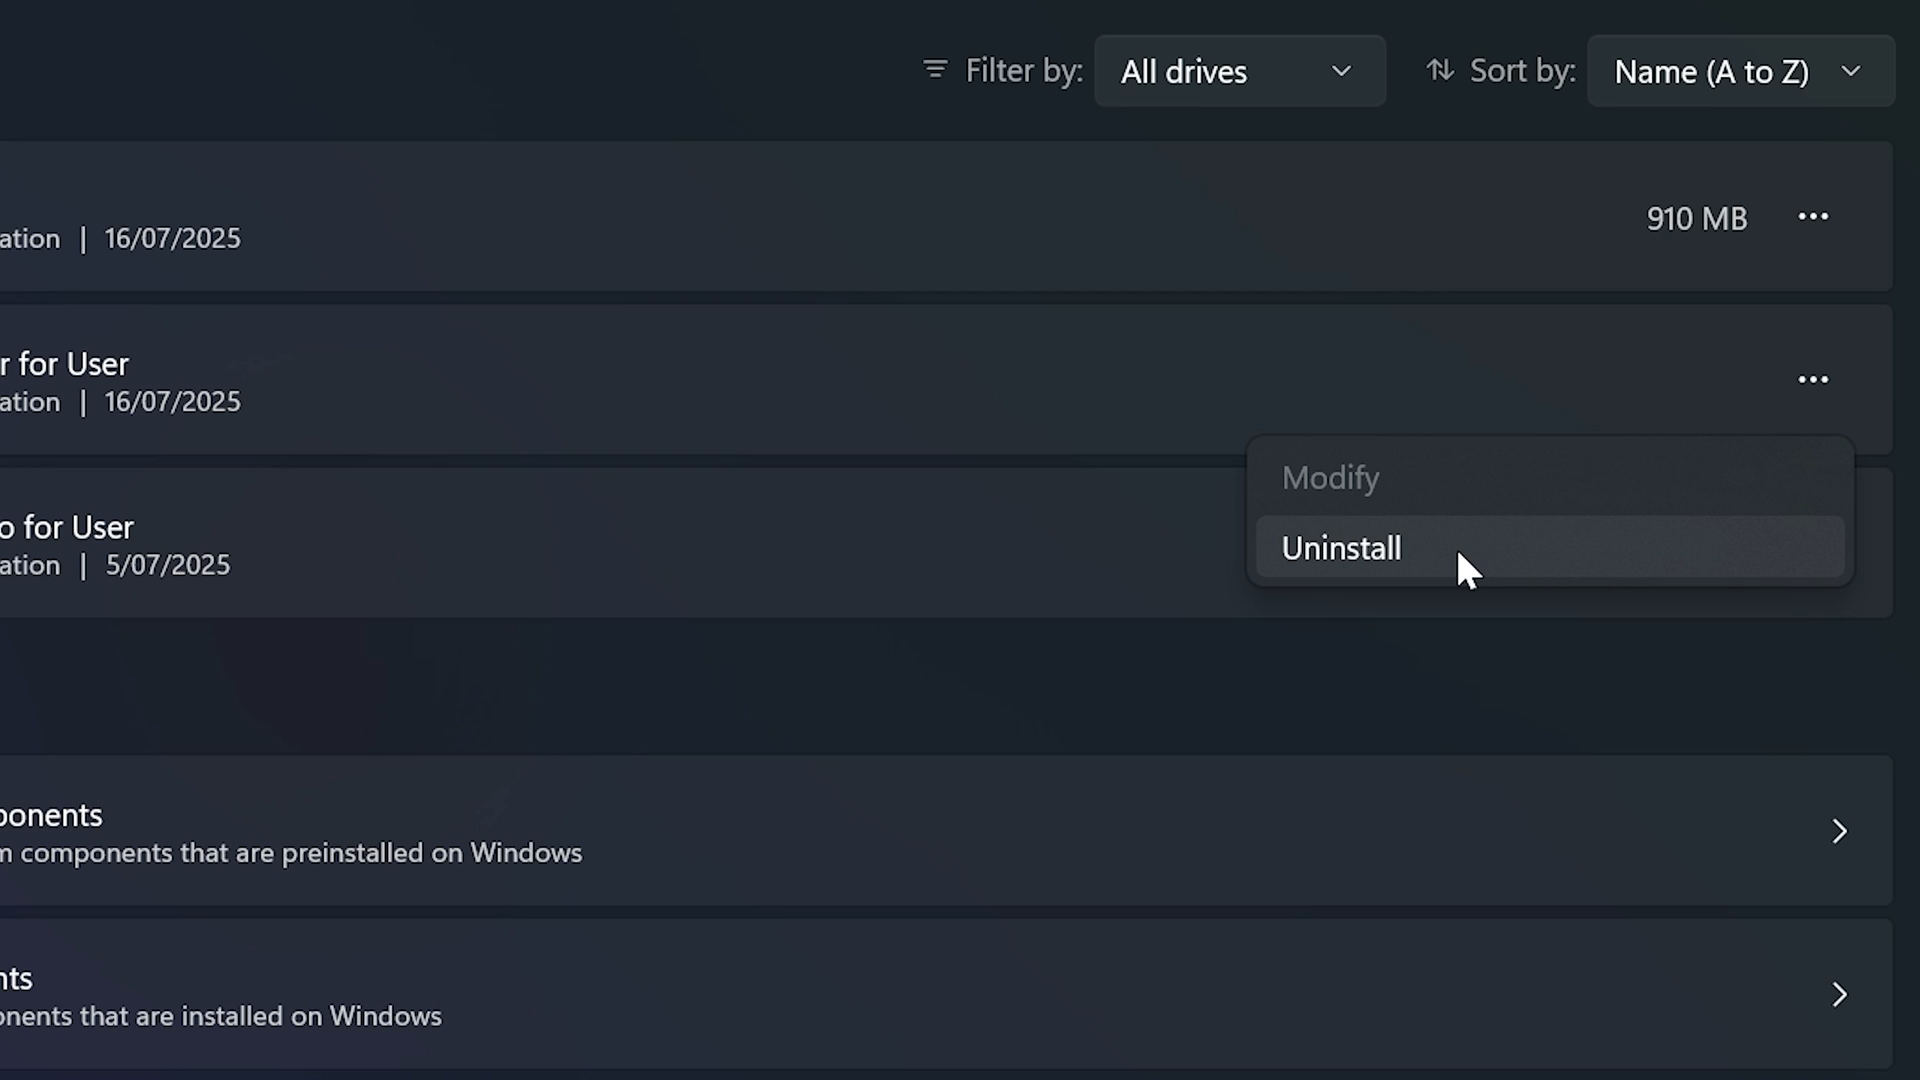 Filter by: All drives Sort by: Name (A to Z)
ation | 16/07/2025
910 MB
r for User
ation | 16/07/2025
Modify
Uninstall
o for User
ation | 5/07/2025
ponents
m components that are preinstalled on Windows
nts
onents that are installed on Windows